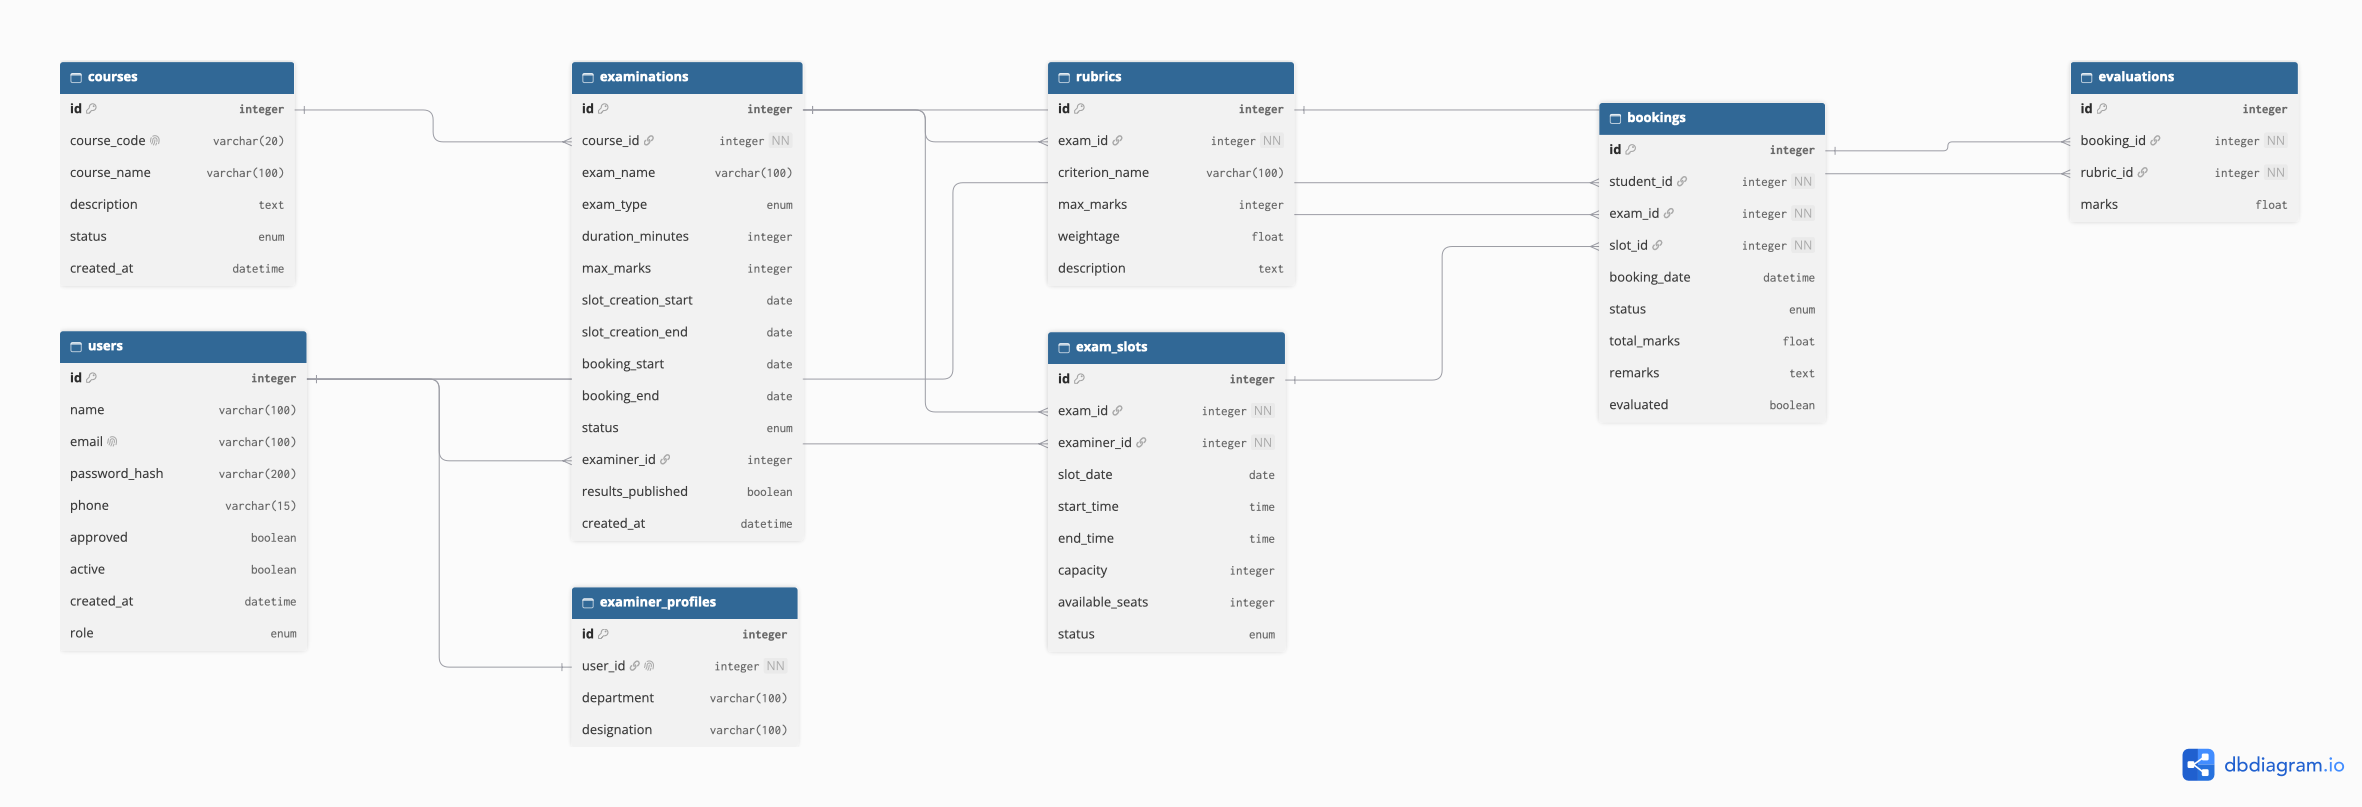 courses
id integer
course_code varchar(20)
course_name varchar(100)
description text
status enum
created_at datetime
users
id integer
name varchar(100)
email varchar(100)
password_hash varchar(200)
phone varchar(15)
approved boolean
active boolean
created_at datetime
role enum
examinations
id integer
course_id integer NN
exam_name varchar(100)
exam_type enum
duration_minutes integer
max_marks integer
slot_creation_start date
slot_creation_end date
booking_start date
booking_end date
status enum
examiner_id integer
results_published boolean
created_at datetime
examiner_profiles
id integer
user_id integer NN
department varchar(100)
designation varchar(100)
rubrics
id integer
exam_id integer NN
criterion_name varchar(100)
max_marks integer
weightage float
description text
exam_slots
id integer
exam_id integer NN
examiner_id integer NN
slot_date date
start_time time
end_time time
capacity integer
available_seats integer
status enum
bookings
id integer
student_id integer NN
exam_id integer NN
slot_id integer NN
booking_date datetime
status enum
total_marks float
remarks text
evaluated boolean
evaluations
id integer
booking_id integer NN
rubric_id integer NN
marks float
dbdiagram.io